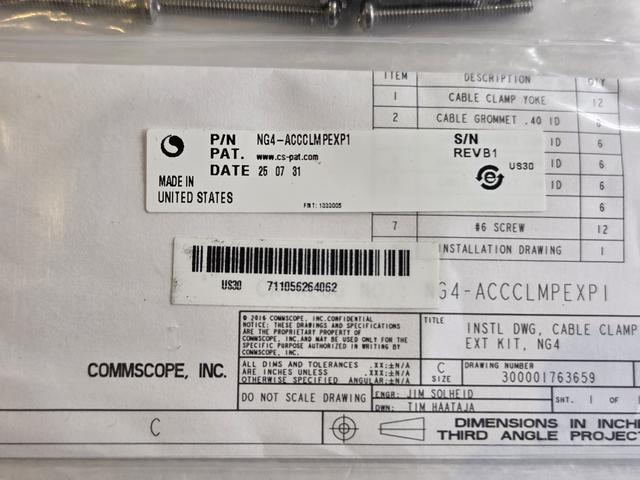 ITEM DESCRIPTION QTY
1 CABLE CLAMP YOKE 12
2 CABLE GROMMET .40 ID
ID 6
ID 6
ID 6
6
7 #6 SCREW 12
INSTALLATION DRAWING 1
P/N NG4-ACCCLMPEXP1 S/N
PAT. www.cs-pat.com REVB1
DATE 25 07 31 US30
MADE IN
UNITED STATES
FMT: 1333005
US30 711056264062
NG4-ACCCLMPEXP1
© 2016 COMMSCOPE, INC.CONFIDENTIAL
NOTICE: THESE DRAWINGS AND SPECIFICATIONS
ARE THE PROPRIETARY PROPERTY OF
COMMSCOPE, INC.AND MAY BE USED ONLY FOR THE
SPECIFIC PURPOSE AUTHORIZED IN WRITING BY
COMMSCOPE, INC.
TITLE
INSTL DWG, CABLE CLAMP
EXT KIT, NG4
COMMSCOPE, INC.
ALL DIMS AND TOLERANCES .XX:±N/A
ARE INCHES UNLESS .XXX:±N/A
OTHERWISE SPECIFIED ANGULAR:±N/A
C
SIZE
DRAWING NUMBER
300001763659
DO NOT SCALE DRAWING
ENGR: JIM SOLHEID
DWN: TIM HAATAJA
SHT. 1 OF
C
DIMENSIONS IN INCHE
THIRD ANGLE PROJEC